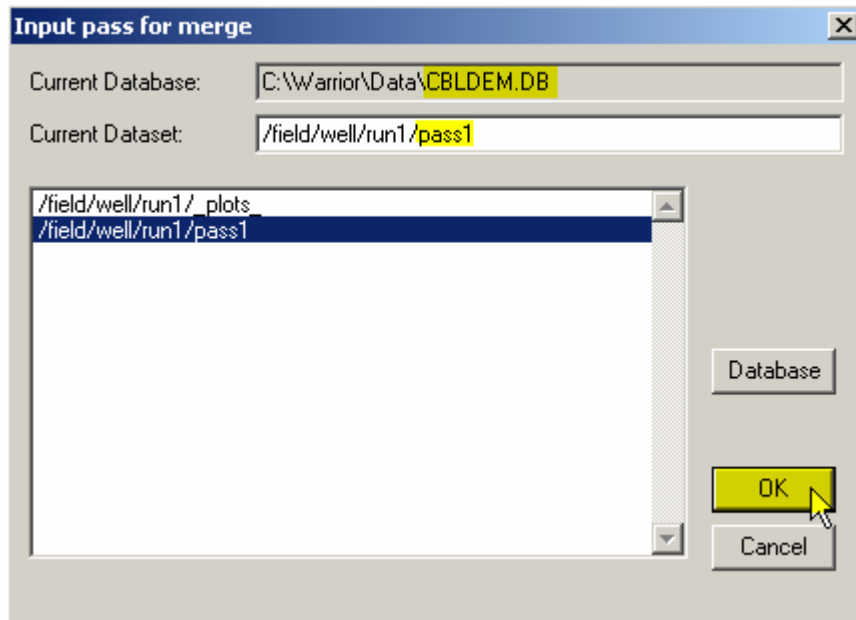 Input pass for merge
Current Database: C:\Warrior\Data\CBLDEM.DB
Current Dataset: /field/well/run1/pass1
/field/well/run1/_plots_
/field/well/run1/pass1
Database
OK
Cancel